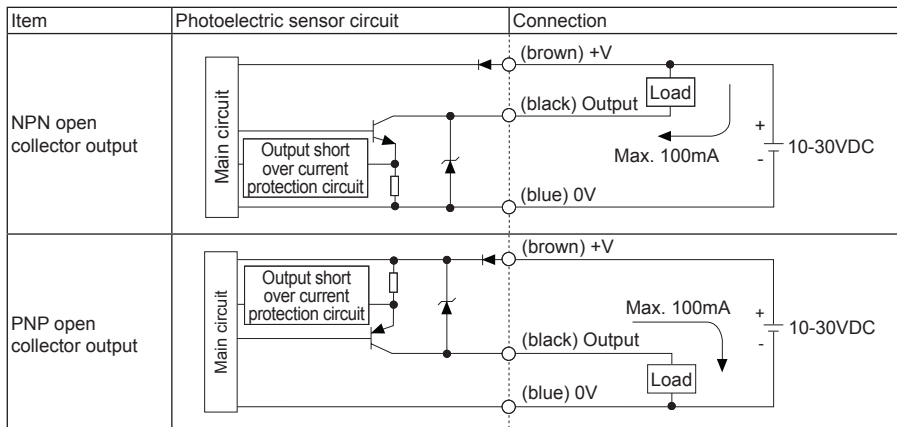 Item
Photoelectric sensor circuit
Connection
NPN open
collector output
Main circuit
Output short
over current
protection circuit
(brown) +V
Load
(black) Output
Max. 100mA
+
-
10-30VDC
(blue) 0V
PNP open
collector output
Main circuit
Output short
over current
protection circuit
(brown) +V
Max. 100mA
+
-
10-30VDC
(black) Output
Load
(blue) 0V